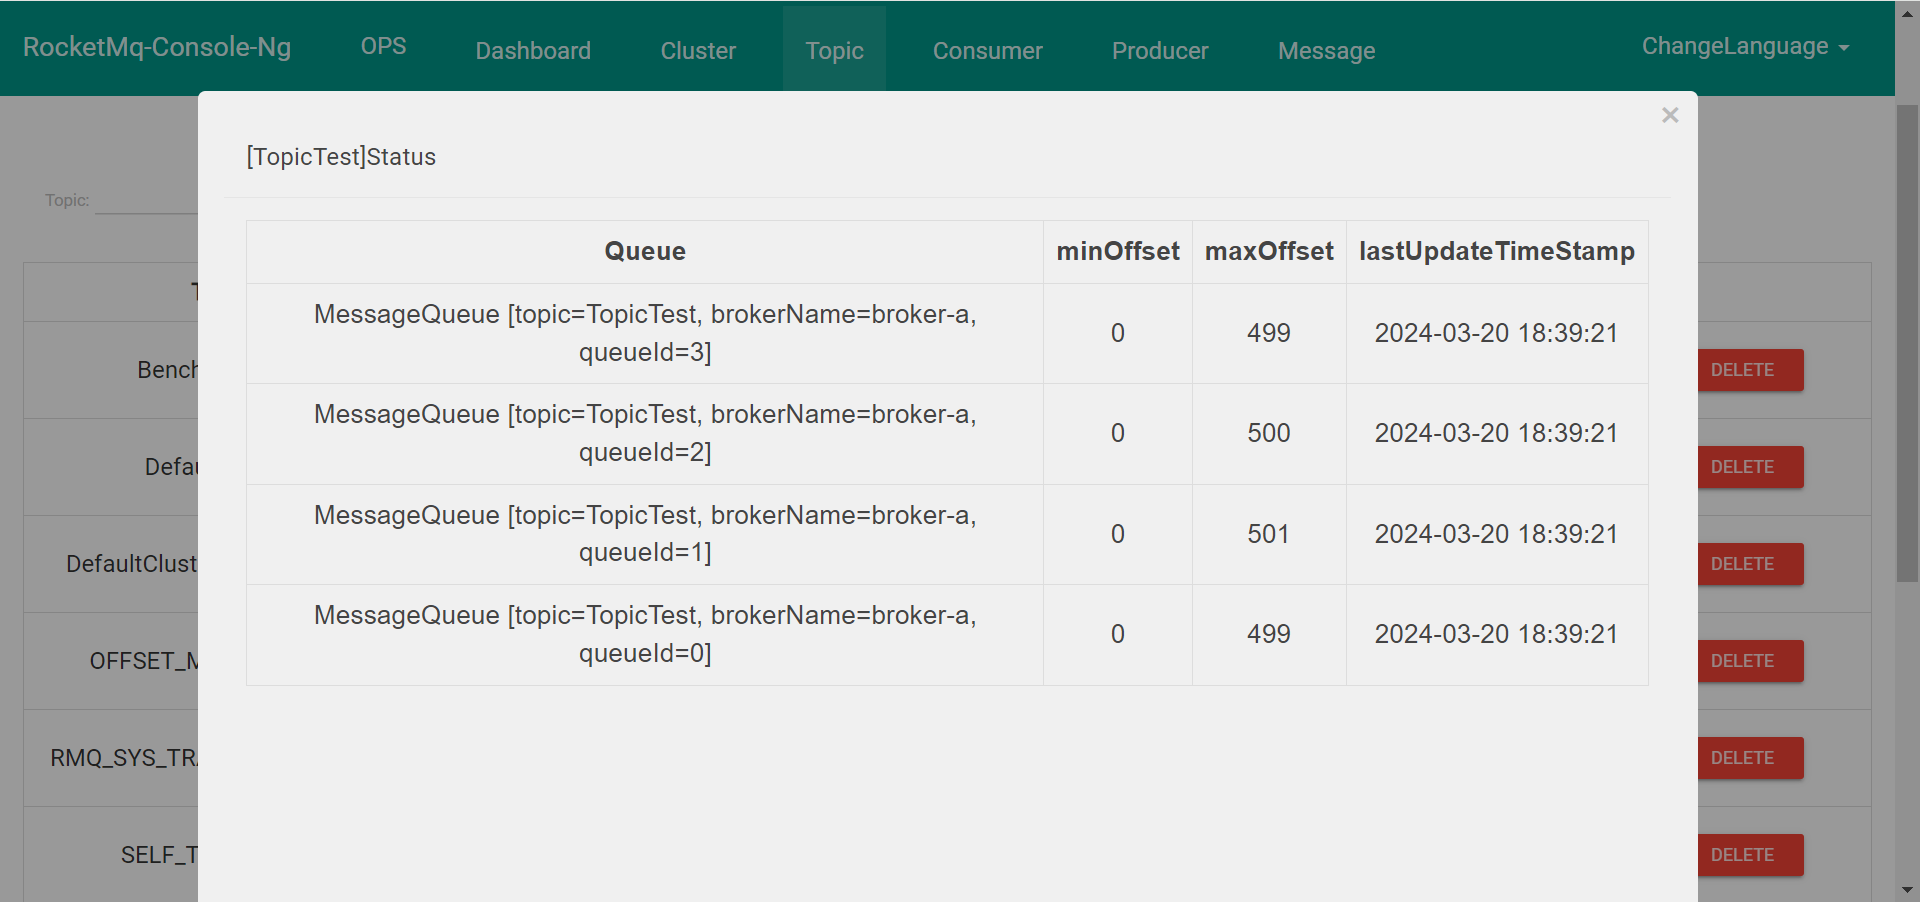 RocketMq-Console-Ng OPS Dashboard Cluster Topic Consumer Producer Message ChangeLanguage
×
[TopicTest]Status
Topic:
Queue minOffset maxOffset lastUpdateTimeStamp
MessageQueue [topic=TopicTest, brokerName=broker-a,
queueId=3] 0 499 2024-03-20 18:39:21
DELETE
MessageQueue [topic=TopicTest, brokerName=broker-a,
queueId=2] 0 500 2024-03-20 18:39:21
DELETE
MessageQueue [topic=TopicTest, brokerName=broker-a,
queueId=1] 0 501 2024-03-20 18:39:21
DefaultClust DELETE
MessageQueue [topic=TopicTest, brokerName=broker-a,
queueId=0] 0 499 2024-03-20 18:39:21
OFFSET_M DELETE
RMQ_SYS_TRA DELETE
SELF_T DELETE